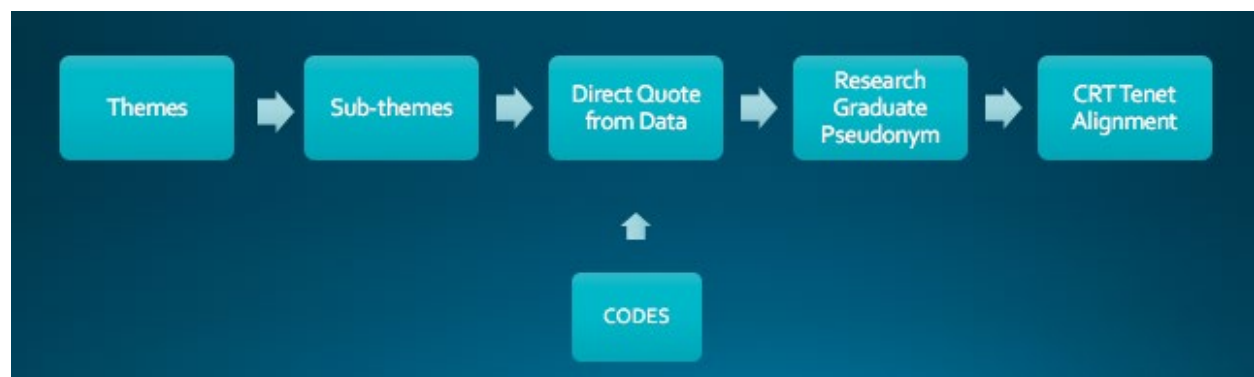 Themes
Sub-themes
Direct Quote
from Data
Research
Graduate
Pseudonym
CRT Tenet
Alignment
CODES